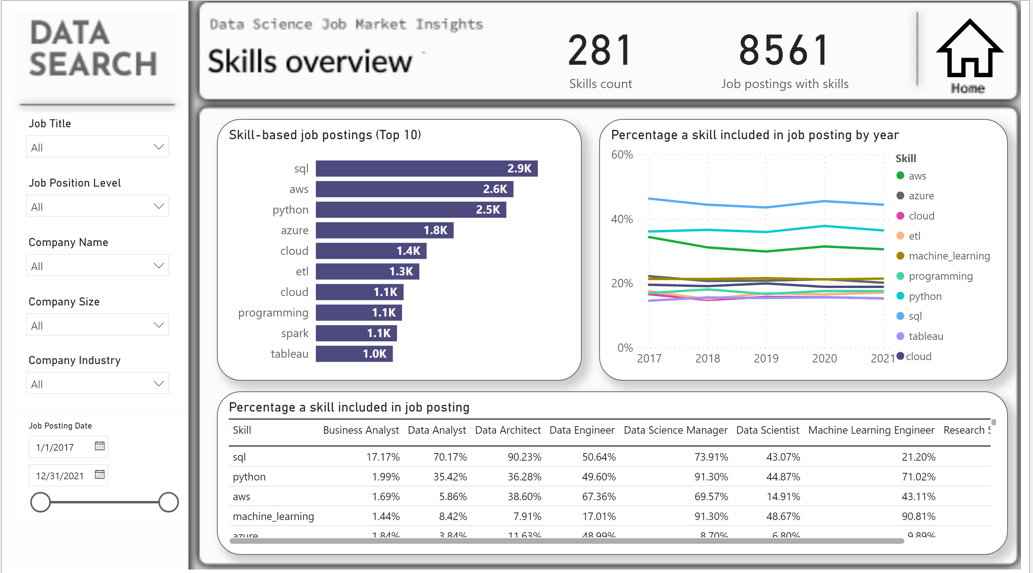 DATA
SEARCH
Job Title
All
Job Position Level
All
Company Name
All
Company Size
All
Company Industry
All
Job Posting Date
1/1/2017
12/31/2021
Data Science Job Market Insights
Skills overview
281
Skills count
8561
Job postings with skills
Home
Skill-based job postings (Top 10)
sql 2.9K
aws 2.6K
python 2.5K
azure 1.8K
cloud 1.4K
etl 1.3K
cloud 1.1K
programming 1.1K
spark 1.1K
tableau 1.0K
Percentage a skill included in job posting by year
60%
40%
20%
0%
2017 2018 2019 2020 2021
Skill
aws
azure
cloud
etl
machine_learning
programming
python
sql
tableau
cloud
Percentage a skill included in job posting
Skill Business Analyst Data Analyst Data Architect Data Engineer Data Science Manager Data Scientist Machine Learning Engineer Research S
sql 17.17% 70.17% 90.23% 50.64% 73.91% 43.07% 21.20%
python 1.99% 35.42% 36.28% 49.60% 91.30% 44.87% 71.02%
aws 1.69% 5.86% 38.60% 67.36% 69.57% 14.91% 43.11%
machine_learning 1.44% 8.42% 7.91% 17.01% 91.30% 48.67% 90.81%
azure 1.84% 3.84% 11.63% 48.99% 8.70% 6.80% 9.89%